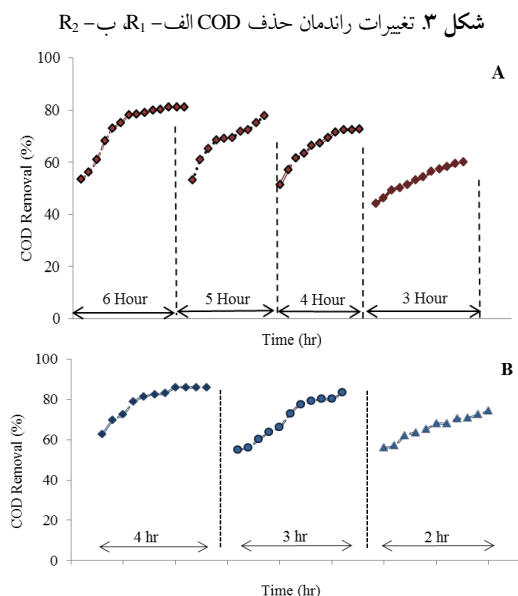 شکل ۳. تغییرات راندمان حذف COD الف– R₁، ب– R₂
A
100
80
60
40
20
0
COD Removal (%)
6 Hour
5 Hour
4 Hour
3 Hour
Time (hr)
B
100
80
60
40
20
0
COD Removal (%)
4 hr
3 hr
2 hr
Time (hr)